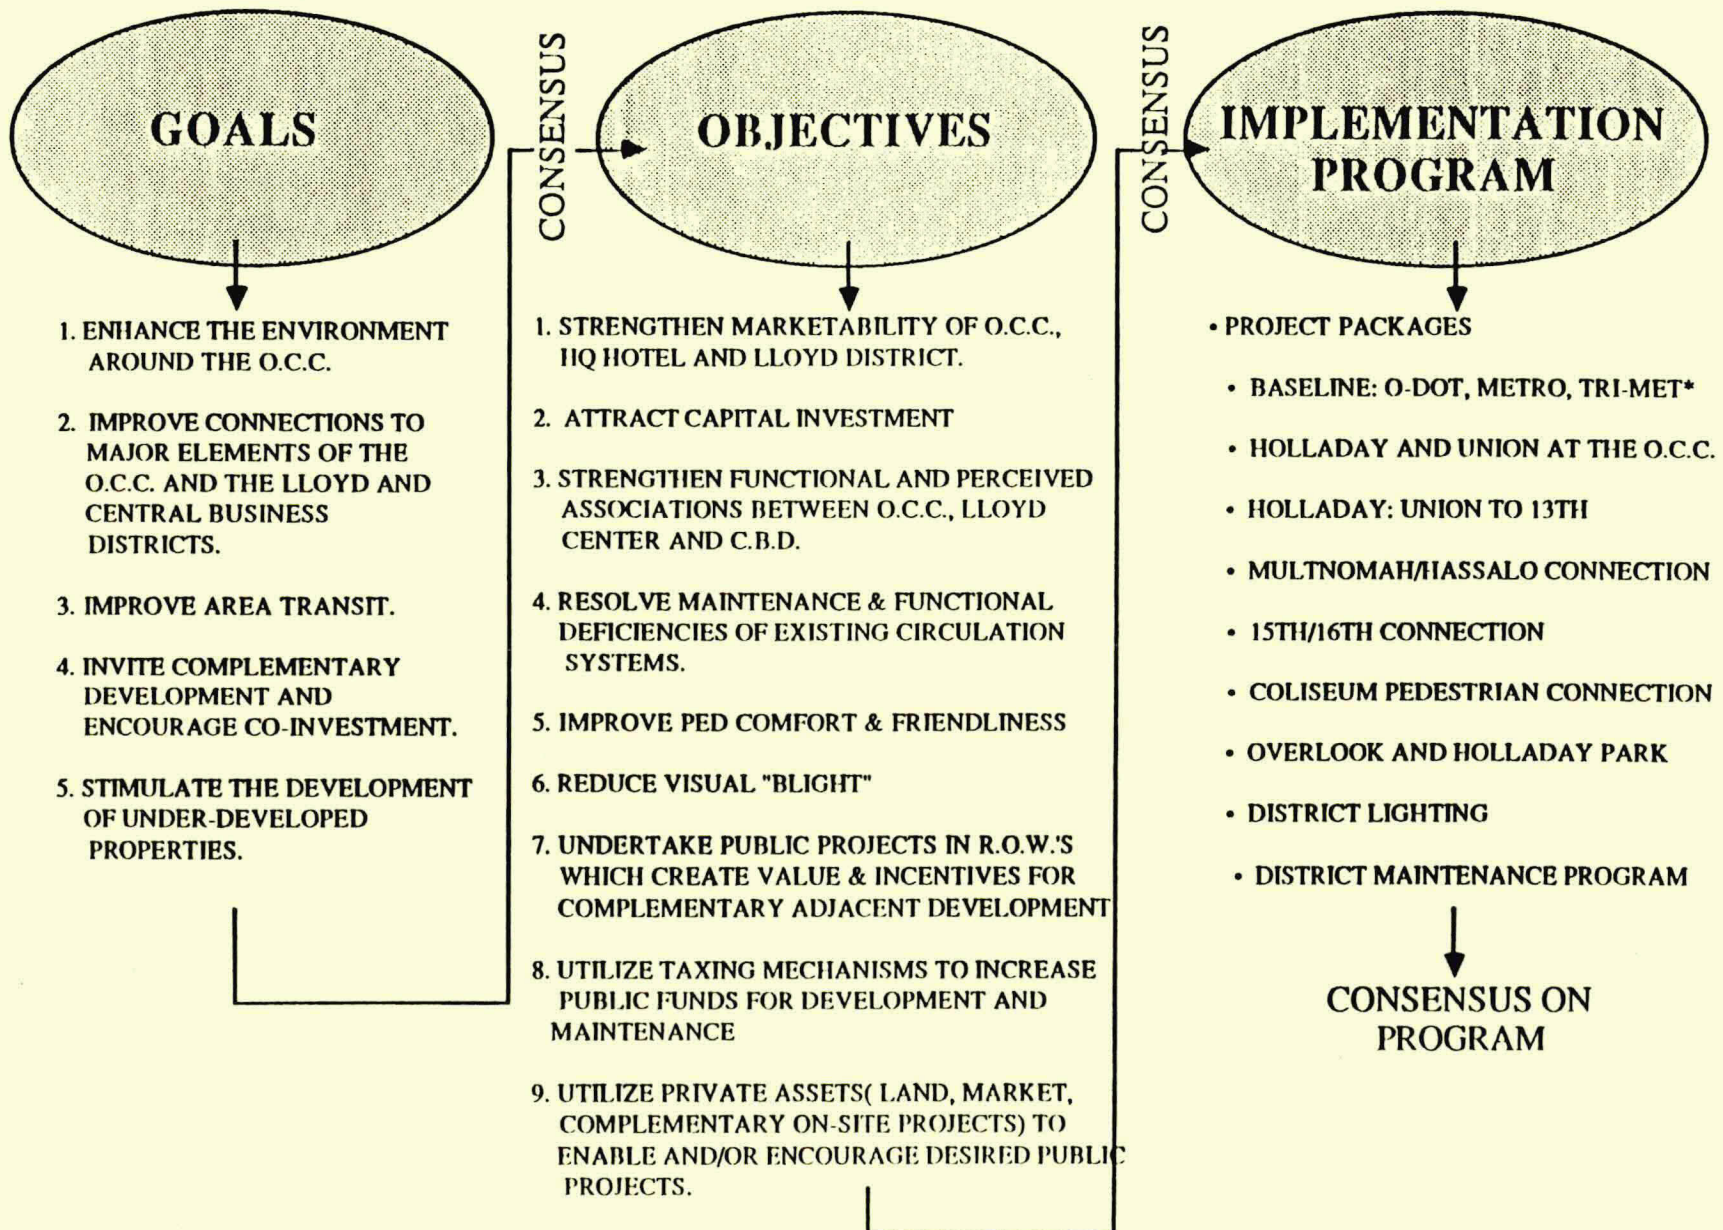 GOALS
1. ENHANCE THE ENVIRONMENT
AROUND THE O.C.C.
2. IMPROVE CONNECTIONS TO
MAJOR ELEMENTS OF THE
O.C.C. AND THE LLOYD AND
CENTRAL BUSINESS
DISTRICTS.
3. IMPROVE AREA TRANSIT.
4. INVITE COMPLEMENTARY
DEVELOPMENT AND
ENCOURAGE CO-INVESTMENT.
5. STIMULATE THE DEVELOPMENT
OF UNDER-DEVELOPED
PROPERTIES.
CONSENSUS
OBJECTIVES
1. STRENGTHEN MARKETABILITY OF O.C.C.,
HQ HOTEL AND LLOYD DISTRICT.
2. ATTRACT CAPITAL INVESTMENT
3. STRENGTHEN FUNCTIONAL AND PERCEIVED
ASSOCIATIONS BETWEEN O.C.C., LLOYD
CENTER AND C.B.D.
4. RESOLVE MAINTENANCE & FUNCTIONAL
DEFICIENCIES OF EXISTING CIRCULATION
SYSTEMS.
5. IMPROVE PED COMFORT & FRIENDLINESS
6. REDUCE VISUAL "BLIGHT"
7. UNDERTAKE PUBLIC PROJECTS IN R.O.W.'S
WHICH CREATE VALUE & INCENTIVES FOR
COMPLEMENTARY ADJACENT DEVELOPMENT
8. UTILIZE TAXING MECHANISMS TO INCREASE
PUBLIC FUNDS FOR DEVELOPMENT AND
MAINTENANCE
9. UTILIZE PRIVATE ASSETS( LAND, MARKET,
COMPLEMENTARY ON-SITE PROJECTS) TO
ENABLE AND/OR ENCOURAGE DESIRED PUBLIC
PROJECTS.
CONSENSUS
IMPLEMENTATION
PROGRAM
• PROJECT PACKAGES
• BASELINE: O-DOT, METRO, TRI-MET*
• HOLLADAY AND UNION AT THE O.C.C.
• HOLLADAY: UNION TO 13TH
• MULTNOMAH/HASSALO CONNECTION
• 15TH/16TH CONNECTION
• COLISEUM PEDESTRIAN CONNECTION
• OVERLOOK AND HOLLADAY PARK
• DISTRICT LIGHTING
• DISTRICT MAINTENANCE PROGRAM
CONSENSUS ON
PROGRAM